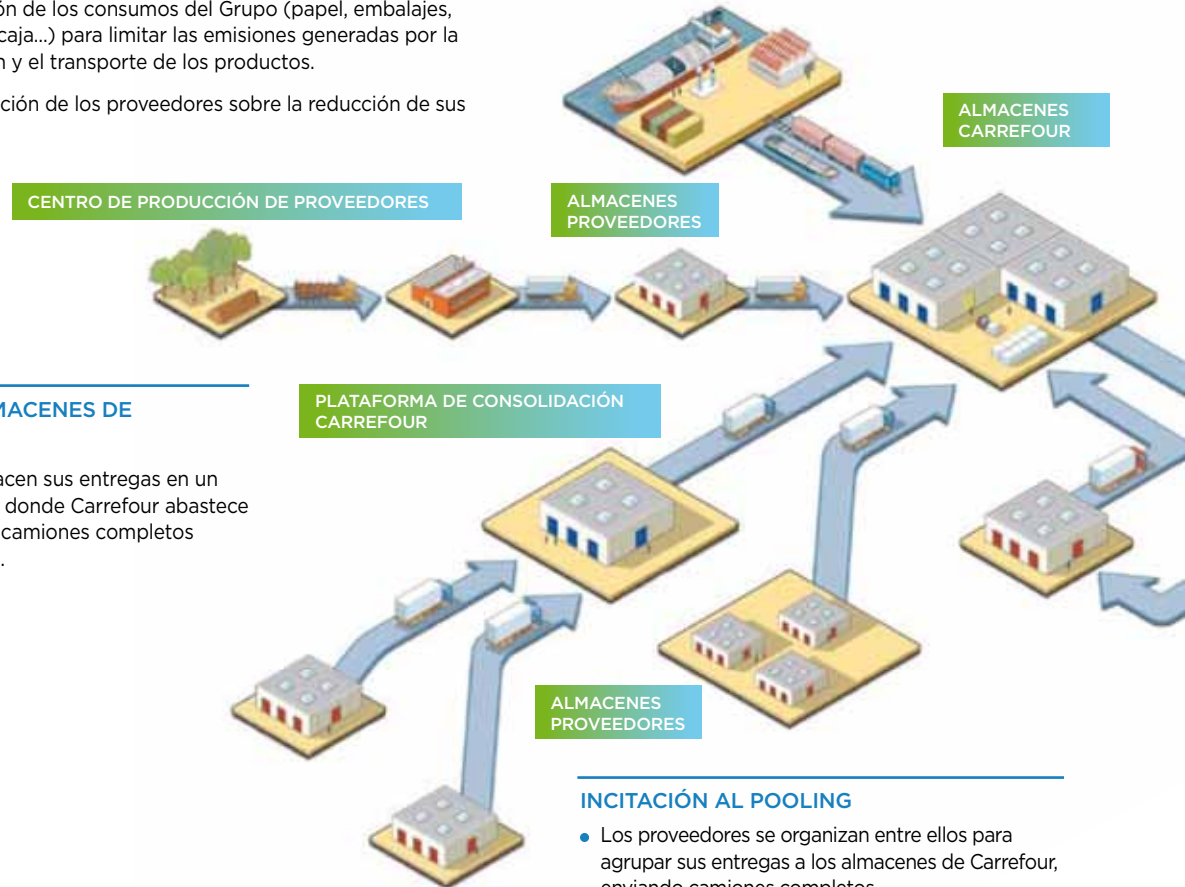 ón de los consumos del Grupo (papel, embalajes,
caja...) para limitar las emisiones generadas por la
n y el transporte de los productos.
ción de los proveedores sobre la reducción de sus
ALMACENES
CARREFOUR
CENTRO DE PRODUCCIÓN DE PROVEEDORES
ALMACENES
PROVEEDORES
MACENES DE
acen sus entregas en un
donde Carrefour abastece
camiones completos
.
PLATAFORMA DE CONSOLIDACIÓN
CARREFOUR
ALMACENES
PROVEEDORES
INCITACIÓN AL POOLING
• Los proveedores se organizan entre ellos para
agrupar sus entregas a los almacenes de Carrefour,
enviando camiones completos